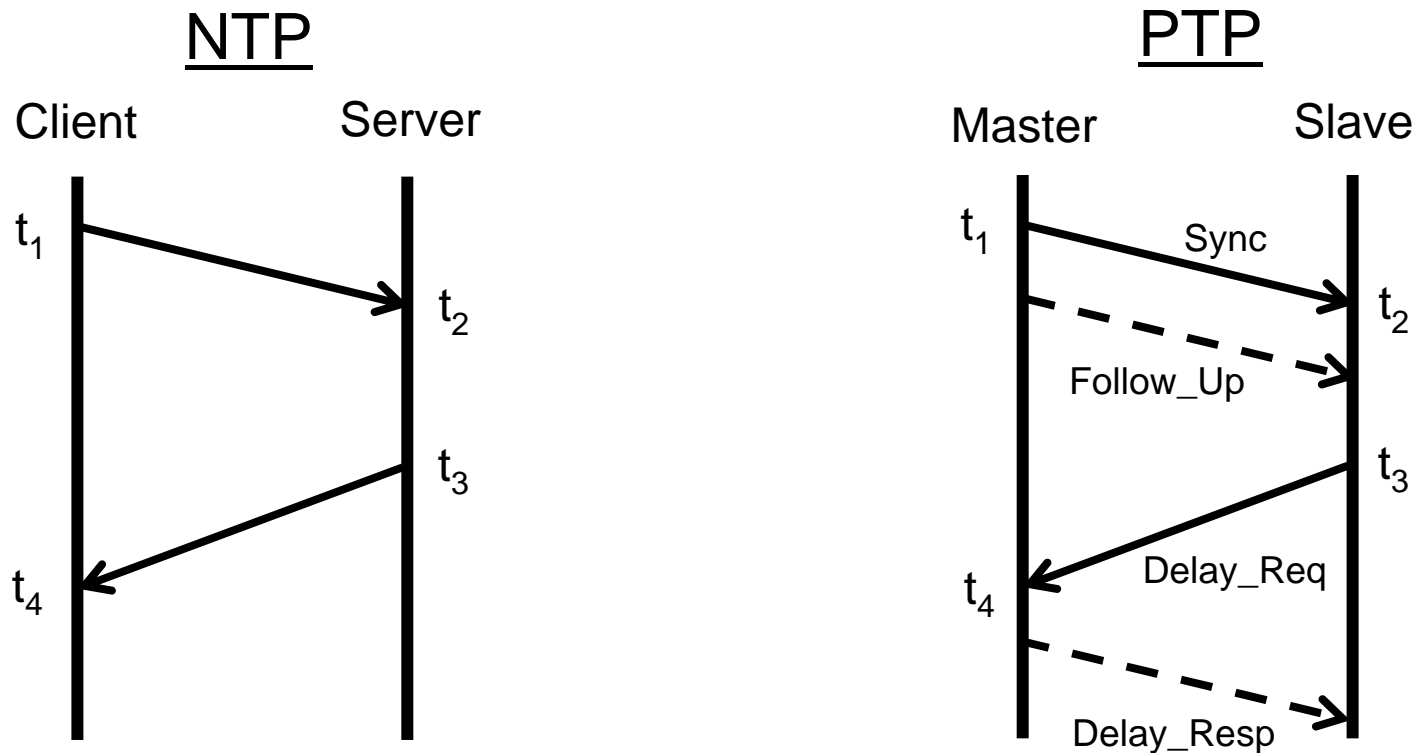 NTP
Client Server
t1
t2
t3
t4
PTP
Master Slave
t1
Sync
t2
Follow_Up
t3
Delay_Req
t4
Delay_Resp